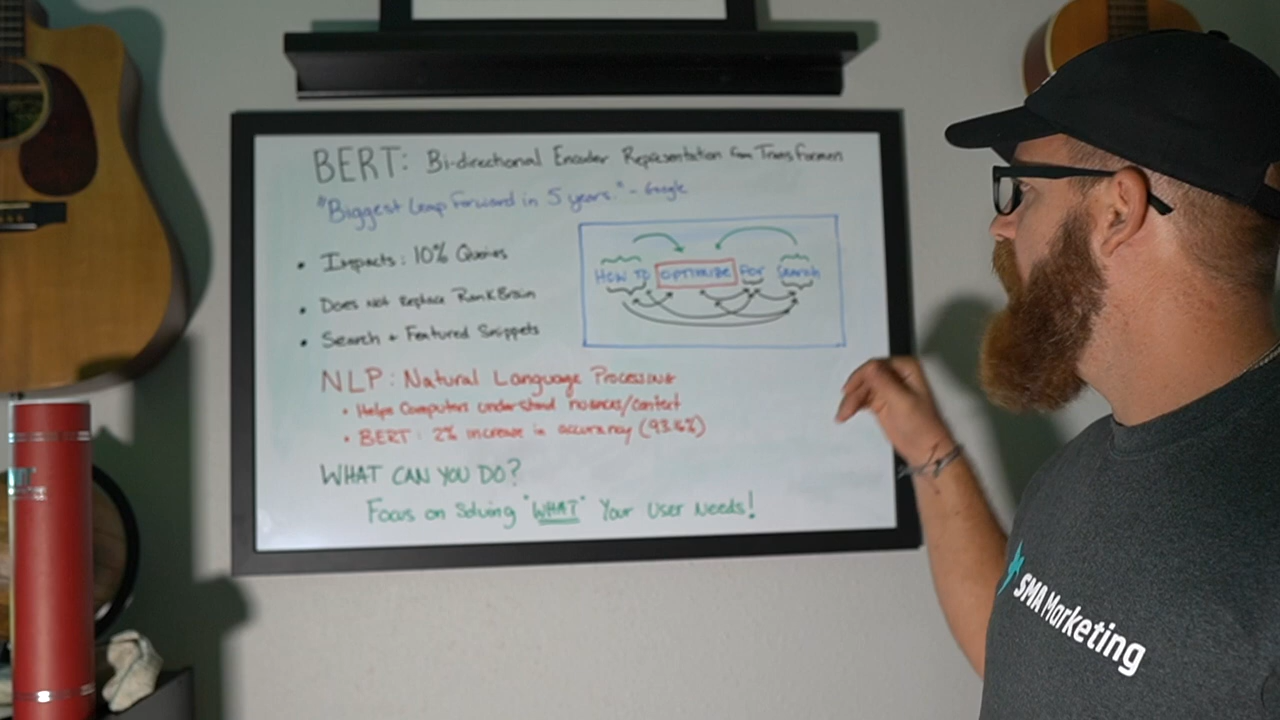 BERT: Bi-directional Encoder Representation from Transformers
"Biggest Leap Forward in 5 years." - Google
• Impacts: 10% Queries
• Does Not Replace RankBrain
• Search + Featured Snippets
HOW TO OPTIMIZE FOR Search
NLP: Natural Language Processing
• Helps Computers understand nuances/context
• BERT: 2% increase in accuracy (93.16%)
WHAT CAN YOU DO?
Focus on Solving "WHAT" Your User Needs!
SMA Marketing